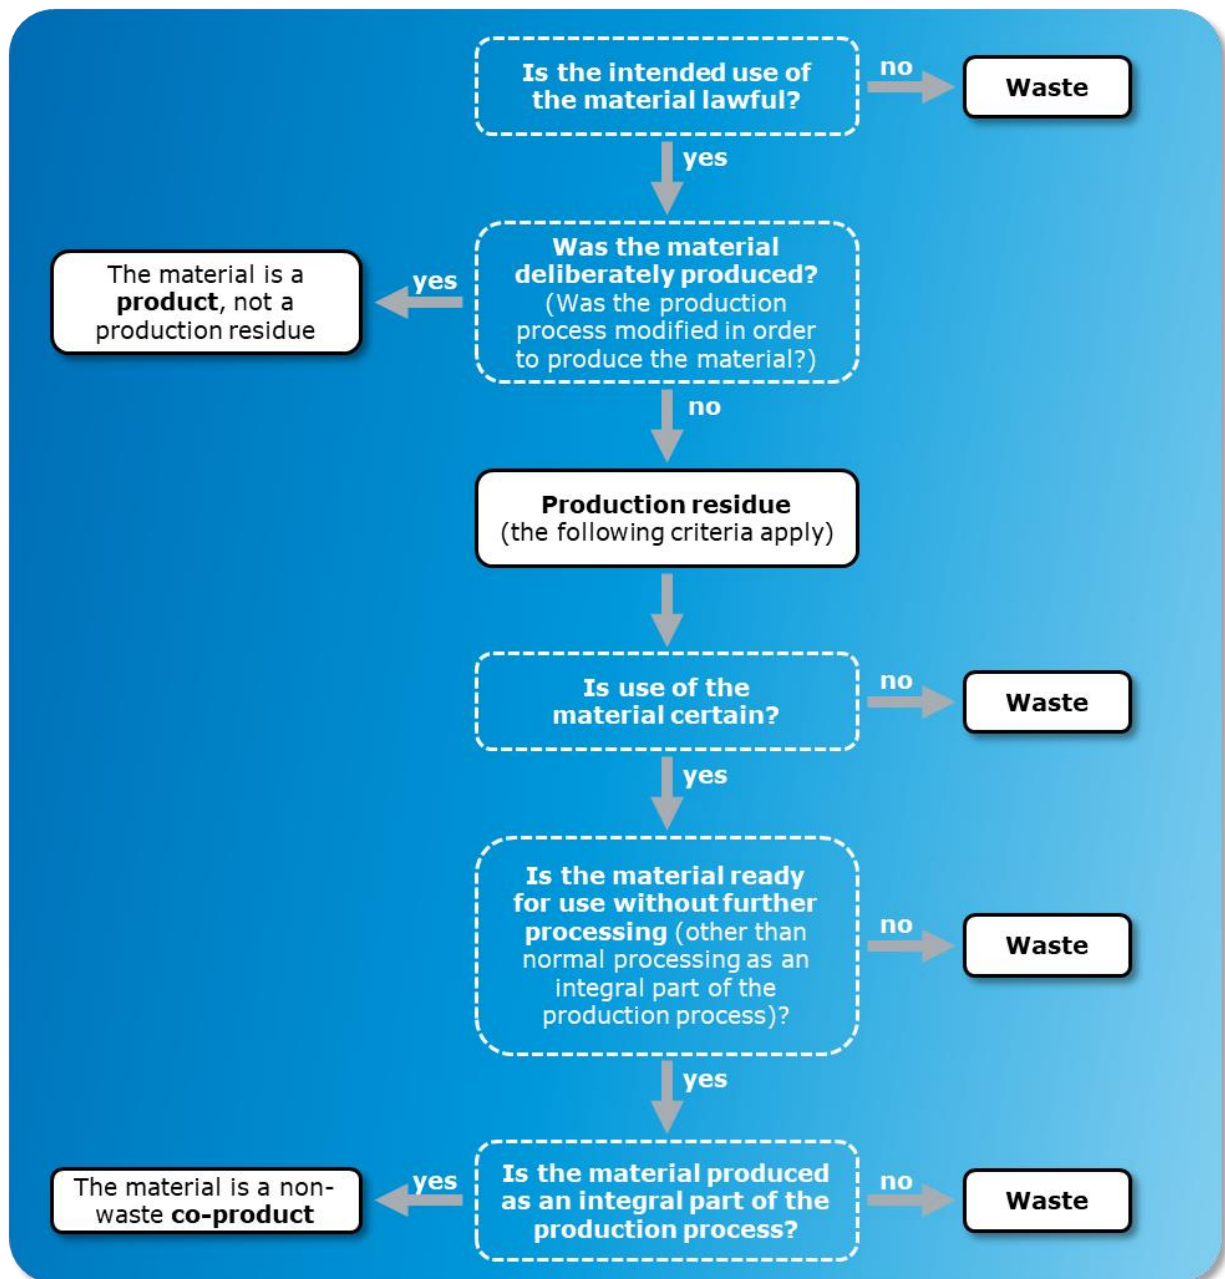 Is the intended use of
the material lawful?
no
Waste
yes
Was the material
deliberately produced?
(Was the production
process modified in order
to produce the material?)
yes
The material is a
product, not a
production residue
no
Production residue
(the following criteria apply)
Is use of the
material certain?
no
Waste
yes
Is the material ready
for use without further
processing (other than
normal processing as an
integral part of the
production process)?
no
Waste
yes
Is the material produced
as an integral part of the
production process?
yes
The material is a non-
waste co-product
no
Waste